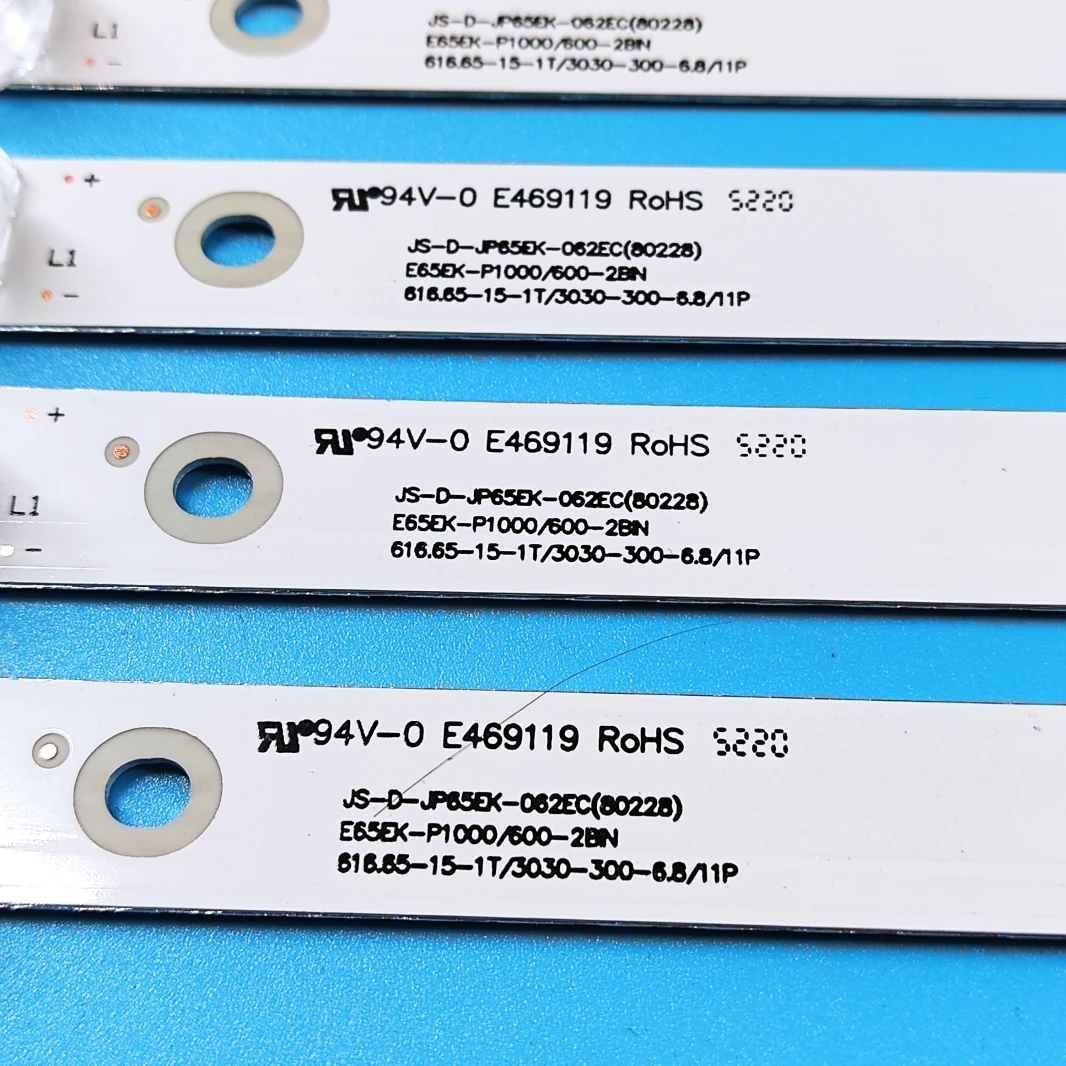 L1
-
JS-D-JP65EK-062EC(80228)
E65EK-P1000/600-2BIN
616.65-15-1T/3030-300-6.8/11P
+
94V-0 E469119 RoHS 5220
L1
-
JS-D-JP65EK-062EC(80228)
E65EK-P1000/600-2BIN
616.65-15-1T/3030-300-6.8/11P
+
94V-0 E469119 RoHS 5220
L1
-
JS-D-JP65EK-062EC(80228)
E65EK-P1000/600-2BIN
616.65-15-1T/3030-300-6.8/11P
94V-0 E469119 RoHS 5220
JS-D-JP65EK-062EC(80228)
E65EK-P1000/600-2BIN
616.65-15-1T/3030-300-6.8/11P